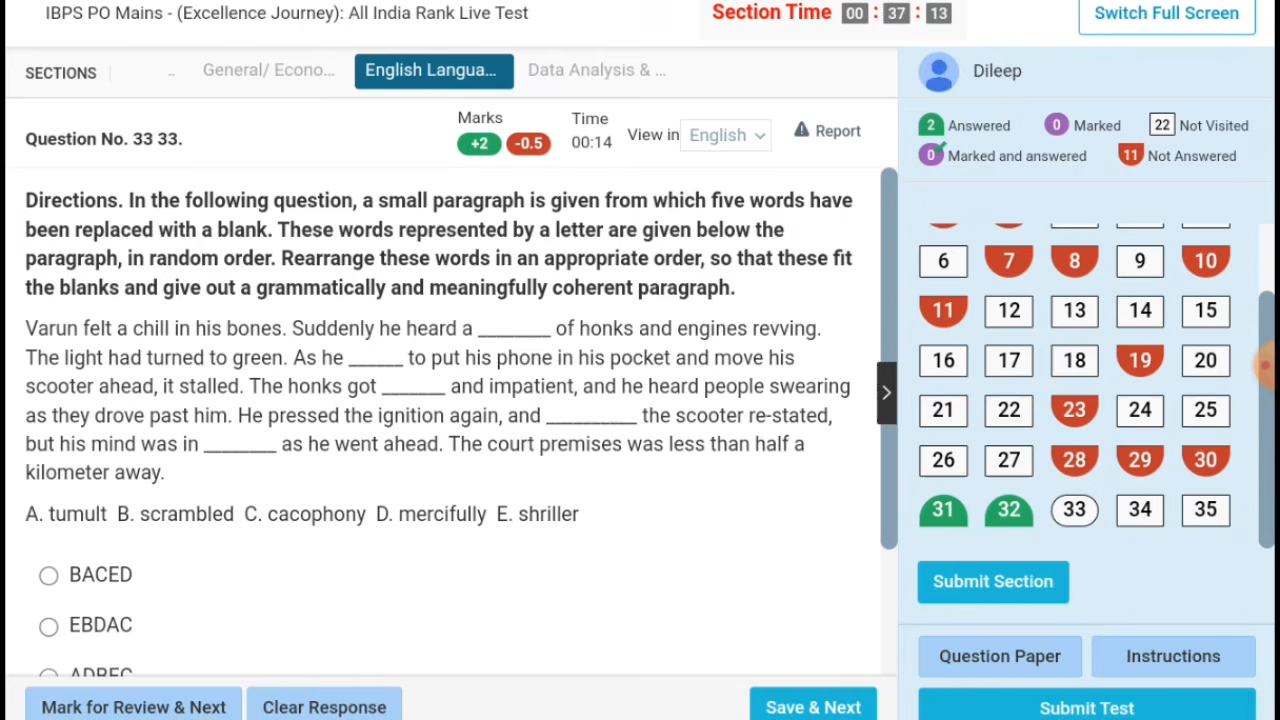 IBPS PO Mains - (Excellence Journey): All India Rank Live Test
Section Time 00 : 37 : 13
Switch Full Screen
SECTIONS
.. General/ Econo... English Langua... Data Analysis & ...
Dileep
2 Answered 0 Marked 22 Not Visited
0 Marked and answered 11 Not Answered
Question No. 33 33.
Marks
+2 -0.5
Time
00:14
View in English
Report
Directions. In the following question, a small paragraph is given from which five words have
been replaced with a blank. These words represented by a letter are given below the
paragraph, in random order. Rearrange these words in an appropriate order, so that these fit
the blanks and give out a grammatically and meaningfully coherent paragraph.
Varun felt a chill in his bones. Suddenly he heard a ________ of honks and engines revving.
The light had turned to green. As he ______ to put his phone in his pocket and move his
scooter ahead, it stalled. The honks got _______ and impatient, and he heard people swearing
as they drove past him. He pressed the ignition again, and __________ the scooter re-stated,
but his mind was in ________ as he went ahead. The court premises was less than half a
kilometer away.
A. tumult B. scrambled C. cacophony D. mercifully E. shriller
BACED
EBDAC
ADBEC
6 7 8 9 10
11 12 13 14 15
16 17 18 19 20
21 22 23 24 25
26 27 28 29 30
31 32 33 34 35
Submit Section
Question Paper Instructions
Mark for Review & Next Clear Response Save & Next
Submit Test